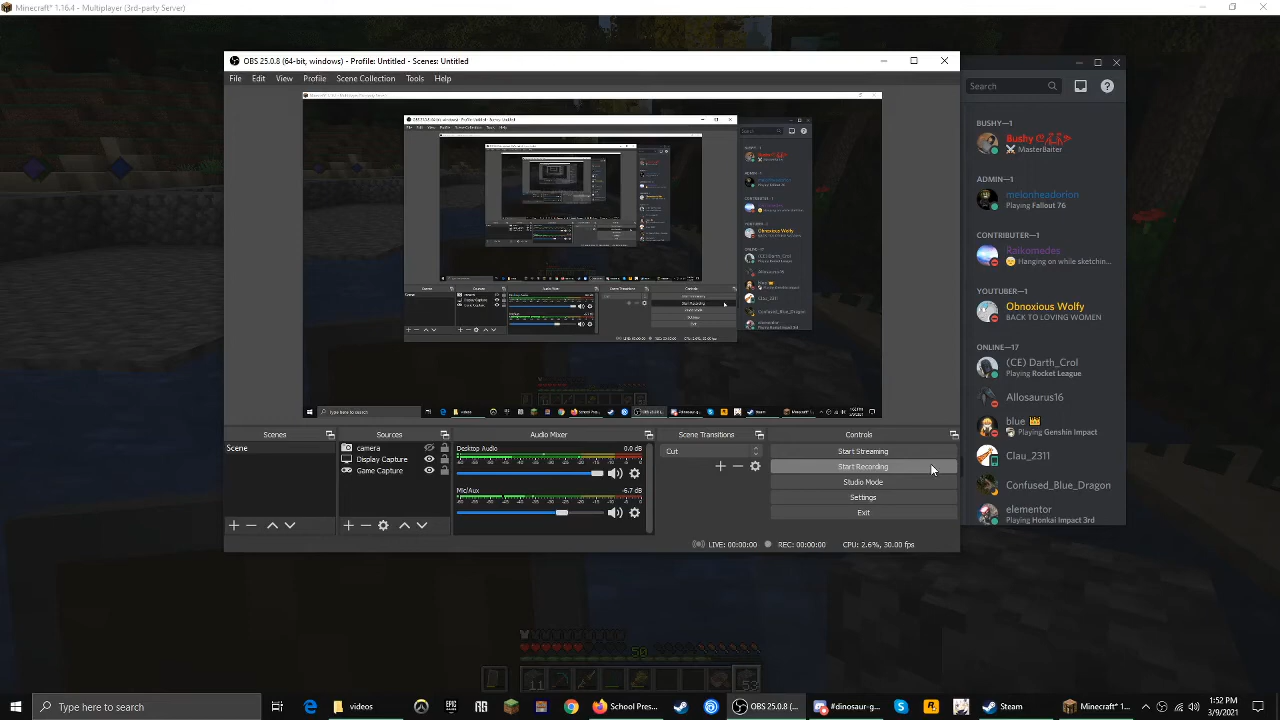 Minecraft* 1.16.4 - Multiplayer (3rd-party Server)
OBS 25.0.8 (64-bit, windows) - Profile: Untitled - Scenes: Untitled
File Edit View Profile Scene Collection Tools Help
Search
BUSHY—1
Bushy
MasterBaiter
ADMIN—1
melonheadorion
Playing Fallout 76
CONTRIBUTER—1
Raikomedes
Hanging on while sketchin...
YOUTUBER—1
Obnoxious Wolfy
BACK TO LOVING WOMEN
ONLINE—17
(CE) Darth_Crol
Playing Rocket League
Allosaurus16
blue
Playing Genshin Impact
Clau_2311
Confused_Blue_Dragon
elementor
Playing Honkai Impact 3rd
Scenes
Scene
Sources
camera
Display Capture
Game Capture
Audio Mixer
Desktop Audio 0.0 dB
Mic/Aux -6.7 dB
Scene Transitions
Cut
Controls
Start Streaming
Start Recording
Studio Mode
Settings
Exit
LIVE: 00:00:00 REC: 00:00:00 CPU: 2.6%, 30.00 fps
50
11 53
Type here to search
videos
School Pres...
OBS 25.0.8 (...
#dinosaur-g...
Steam
Minecraft* 1...
1:52 PM
3/9/2021